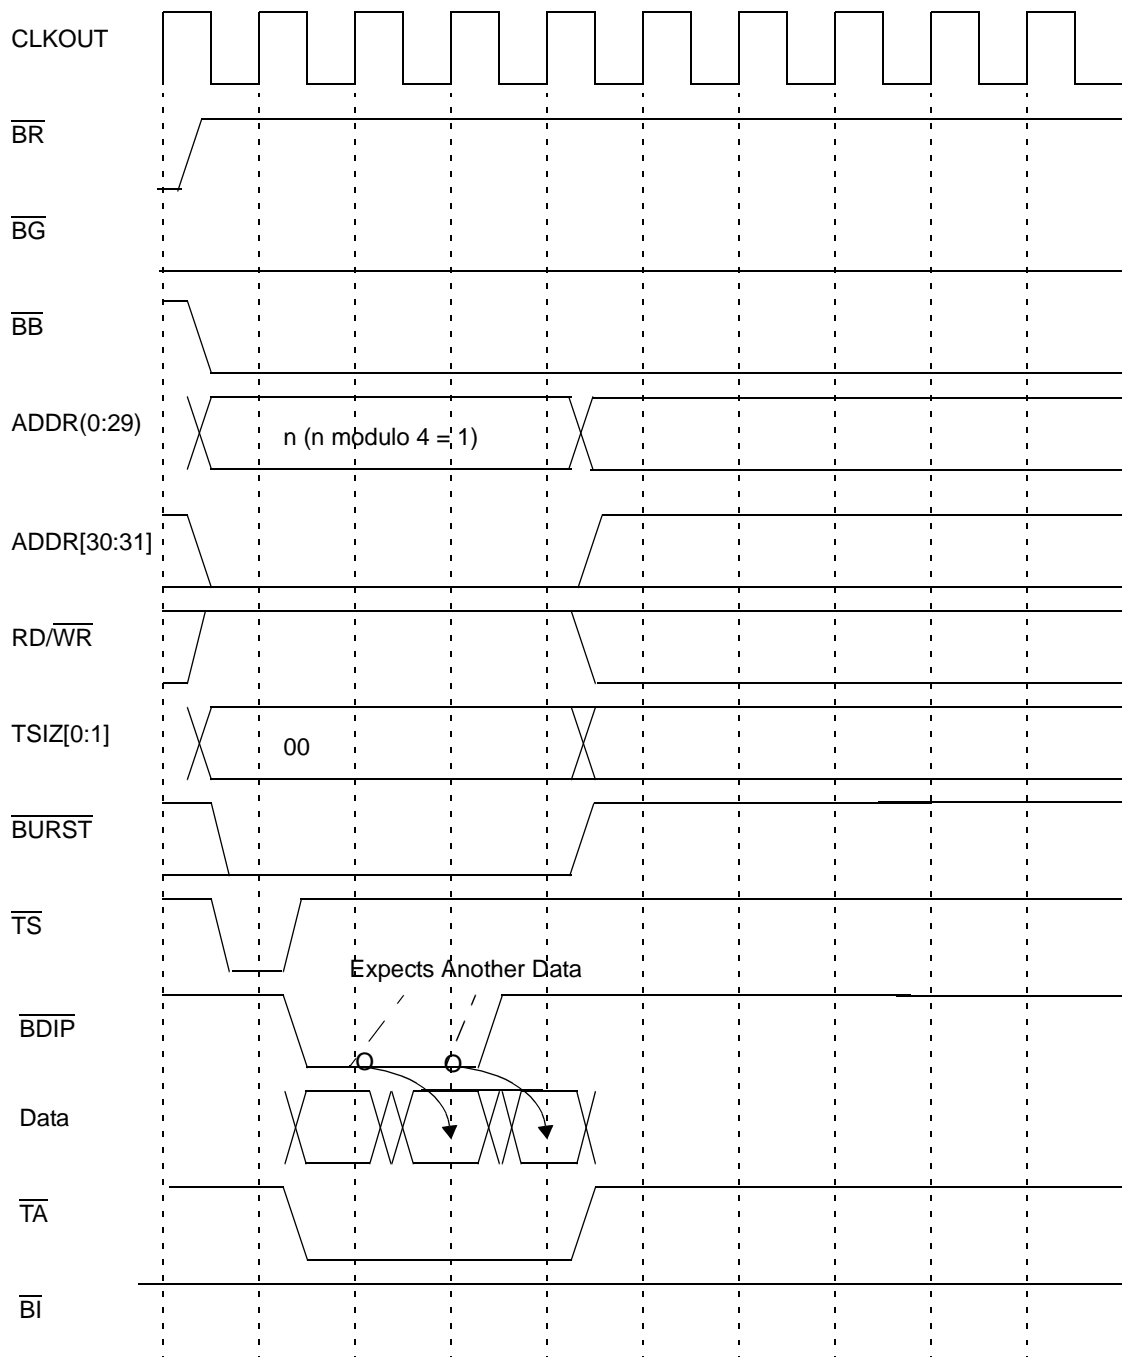 CLKOUT
BR
BG
BB
ADDR(0:29)
n (n modulo 4 = 1)
ADDR[30:31]
RD/WR
TSIZ[0:1]
00
BURST
TS
Expects Another Data
BDIP
Data
TA
BI